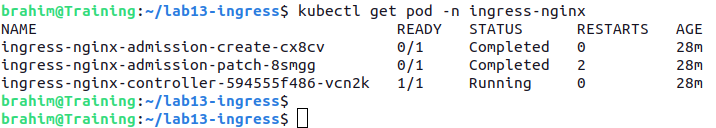 brahim@Training:~/lab13-ingress$ kubectl get pod -n ingress-nginx
NAME READY STATUS RESTARTS AGE
ingress-nginx-admission-create-cx8cv 0/1 Completed 0 28m
ingress-nginx-admission-patch-8smgg 0/1 Completed 2 28m
ingress-nginx-controller-594555f486-vcn2k 1/1 Running 0 28m
brahim@Training:~/lab13-ingress$
brahim@Training:~/lab13-ingress$